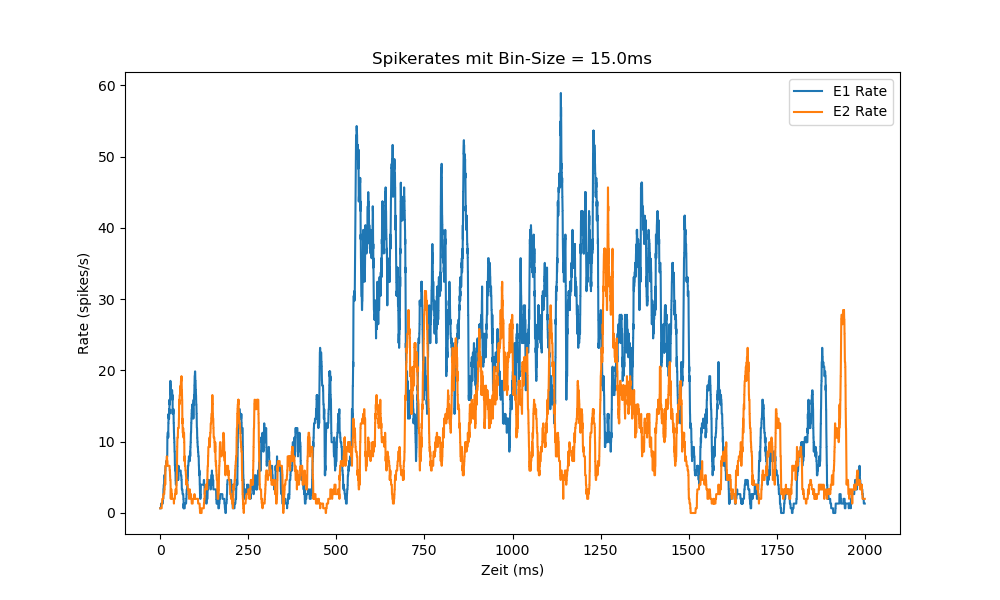 Spikerates mit Bin-Size = 15.0ms
E1 Rate
E2 Rate
60
50
40
30
20
10
0
Rate (spikes/s)
0 250 500 750 1000 1250 1500 1750 2000
Zeit (ms)